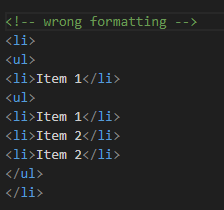 <!-- wrong formatting -->
<li>
<ul>
<li>Item 1</li>
<ul>
<li>Item 1</li>
<li>Item 2</li>
<li>Item 2</li>
</ul>
</li>